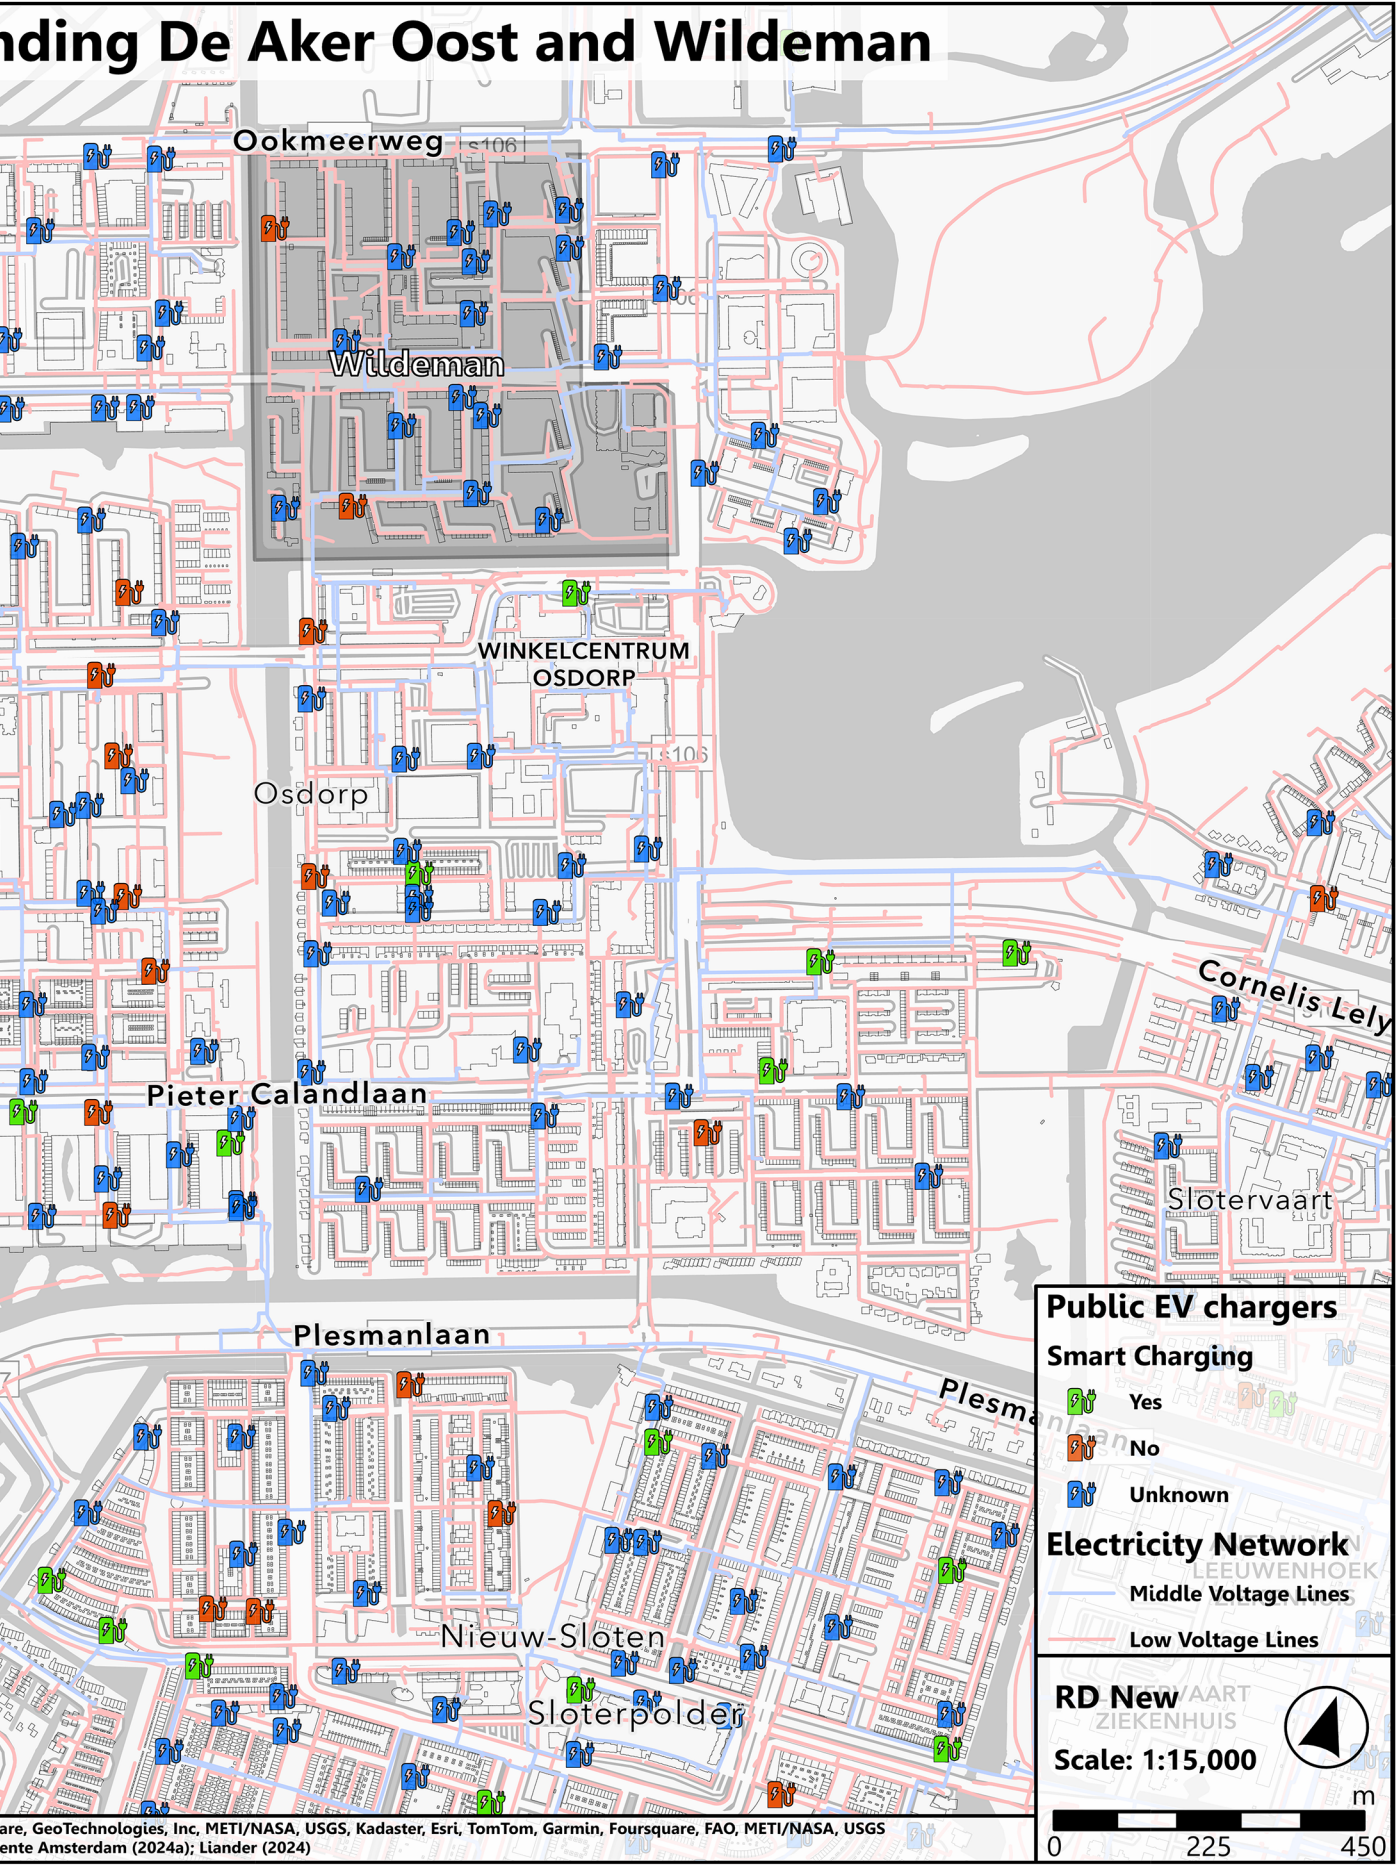 nding De Aker Oost and Wildeman
Ookmeerweg
s106
Wildeman
WINKELCENTRUM
OSDORP
s106
Osdorp
Cornelis Lely
Pieter Calandlaan
Slotervaart
Plesmanlaan
Plesmanlaan
Nieuw-Sloten
Sloterpolder
Public EV chargers
Smart Charging
Yes
No
Unknown
Electricity Network
LEEUWENHOEK
Middle Voltage Lines
Low Voltage Lines
RD New
SLOTERVAART
ZIEKENHUIS
Scale: 1:15,000
m
0 225 450
are, GeoTechnologies, Inc, METI/NASA, USGS, Kadaster, Esri, TomTom, Garmin, Foursquare, FAO, METI/NASA, USGS
ente Amsterdam (2024a); Liander (2024)